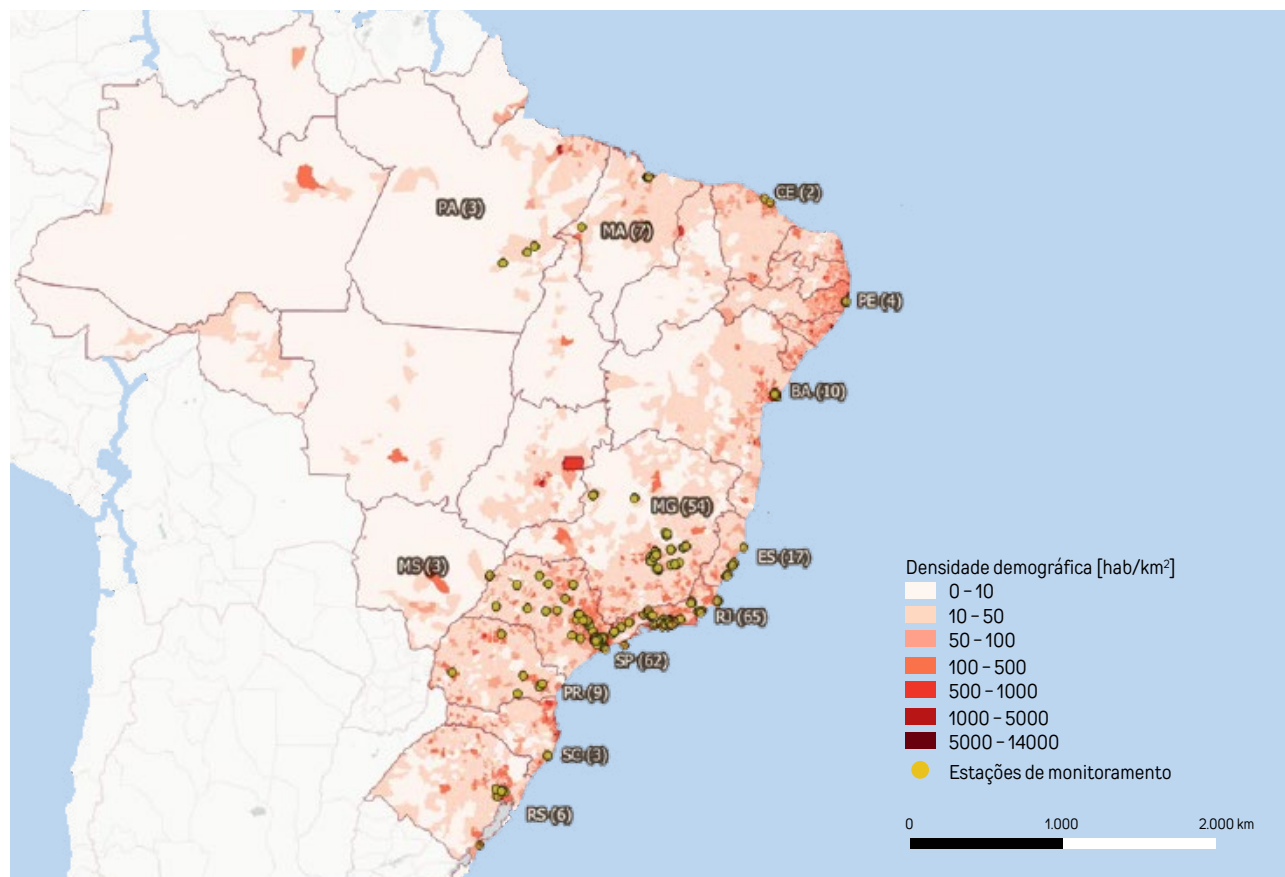 CE (2)
PA (3)
MA (7)
PE (4)
BA (10)
MG (54)
ES (17)
MS (3)
RJ (65)
SP (62)
PR (9)
SC (3)
RS (6)
Densidade demográfica [hab/km²]
0 – 10
10 – 50
50 – 100
100 – 500
500 – 1000
1000 – 5000
5000 – 14000
Estações de monitoramento
0 1.000 2.000 km